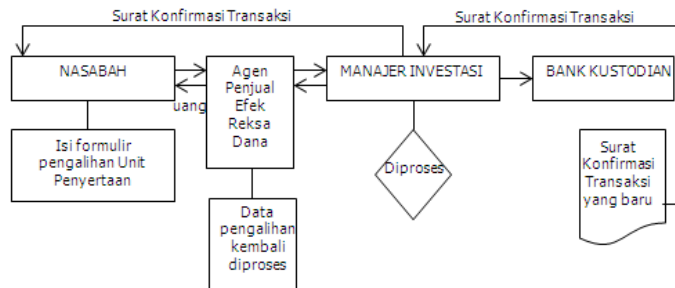 Surat Konfirmasi Transaksi
Surat Konfirmasi Transaksi
NASABAH
uang
Agen
Penjual
Efek
Reksa
Dana
MANAJER INVESTASI
BANK KUSTODIAN
Isi formulir
pengalihan Unit
Penyertaan
Data
pengalihan
kembali
diproses
Diproses
Surat
Konfirmasi
Transaksi
yang baru